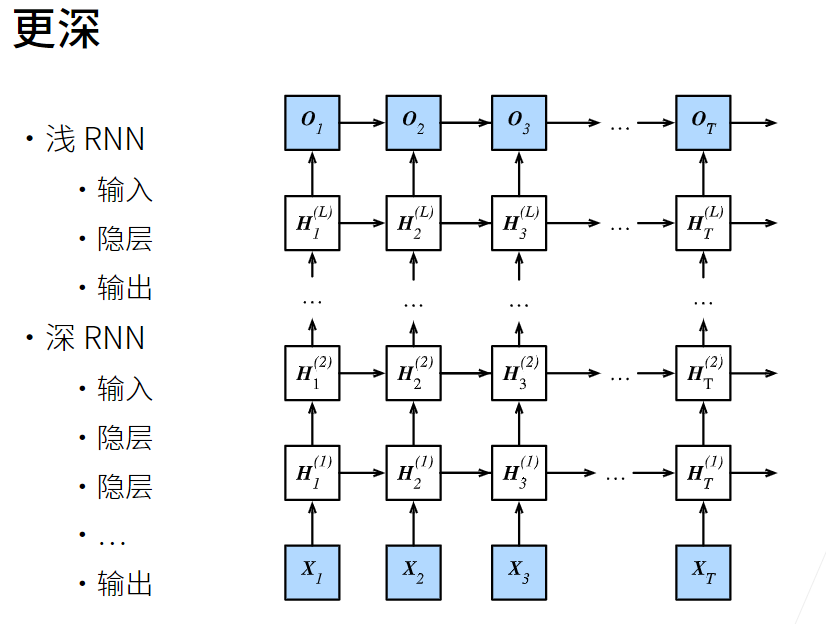 更深
• 浅 RNN
• 输入
• 隐层
• 输出
• 深 RNN
• 输入
• 隐层
• 隐层
• …
• 输出
O_1 O_2 O_3 … O_T
H_1^(L) H_2^(L) H_3^(L) … H_T^(L)
… … … …
H_1^(2) H_2^(2) H_3^(2) … H_T^(2)
H_1^(1) H_2^(1) H_3^(1) … H_T^(1)
X_1 X_2 X_3 X_T